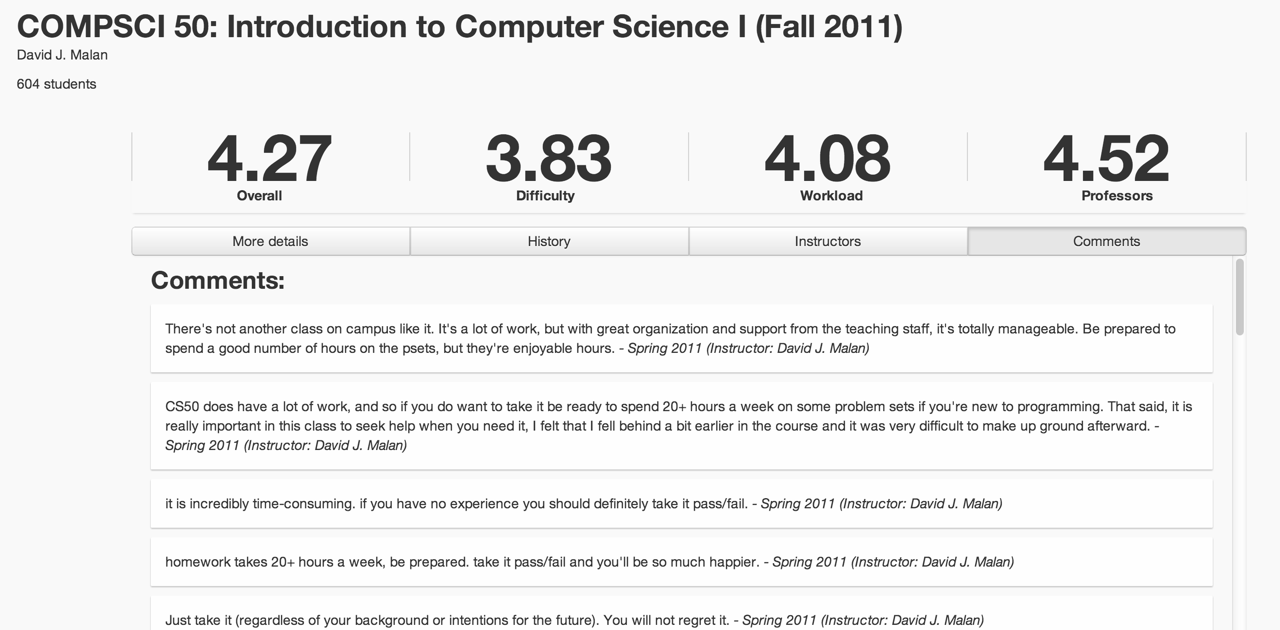 COMPSCI 50: Introduction to Computer Science I (Fall 2011)
David J. Malan
604 students
4.27 3.83 4.08 4.52
Overall Difficulty Workload Professors
More details History Instructors Comments
Comments:
There's not another class on campus like it. It's a lot of work, but with great organization and support from the teaching staff, it's totally manageable. Be prepared to
spend a good number of hours on the psets, but they're enjoyable hours. - Spring 2011 (Instructor: David J. Malan)
CS50 does have a lot of work, and so if you do want to take it be ready to spend 20+ hours a week on some problem sets if you're new to programming. That said, it is
really important in this class to seek help when you need it, I felt that I fell behind a bit earlier in the course and it was very difficult to make up ground afterward. -
Spring 2011 (Instructor: David J. Malan)
it is incredibly time-consuming. if you have no experience you should definitely take it pass/fail. - Spring 2011 (Instructor: David J. Malan)
homework takes 20+ hours a week, be prepared. take it pass/fail and you'll be so much happier. - Spring 2011 (Instructor: David J. Malan)
Just take it (regardless of your background or intentions for the future). You will not regret it. - Spring 2011 (Instructor: David J. Malan)